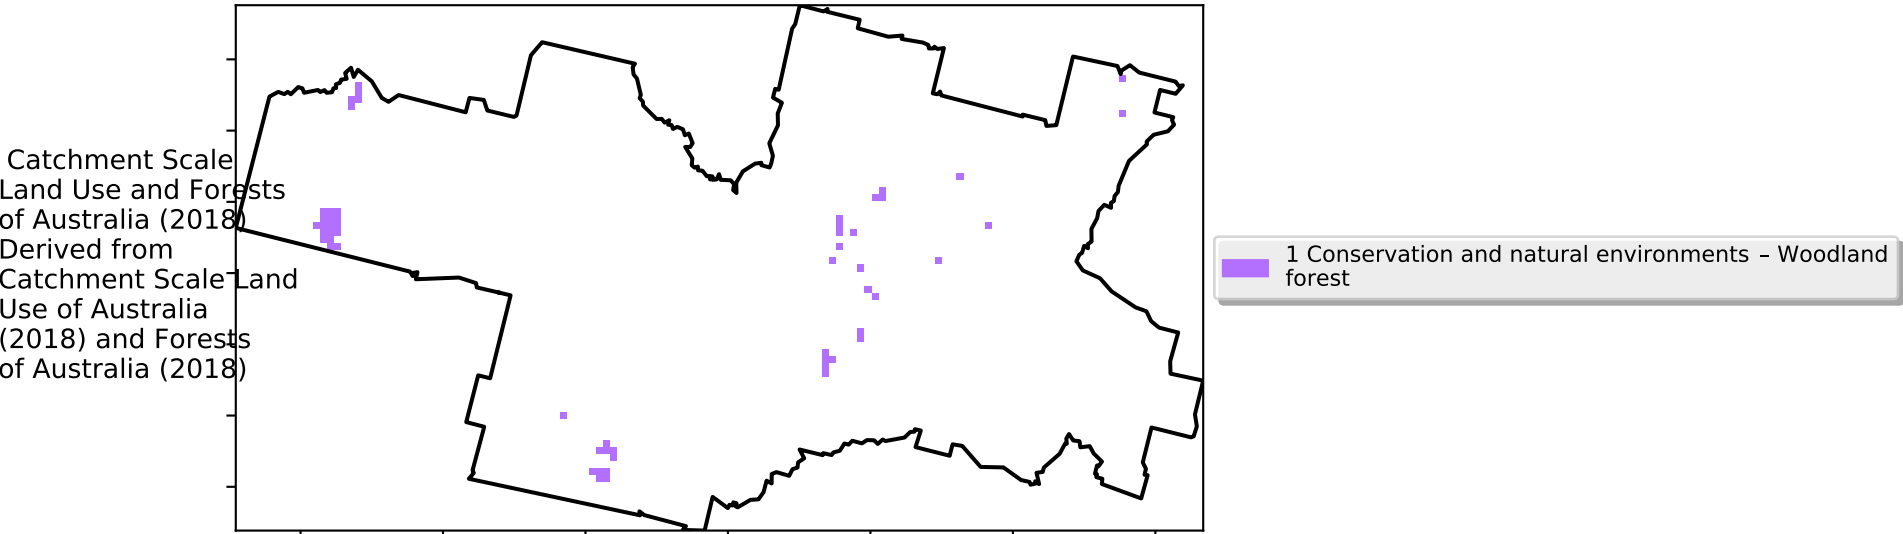 Catchment Scale
Land Use and Forests
of Australia (2018)
Derived from
Catchment Scale Land
Use of Australia
(2018) and Forests
of Australia (2018)
1 Conservation and natural environments – Woodland
forest